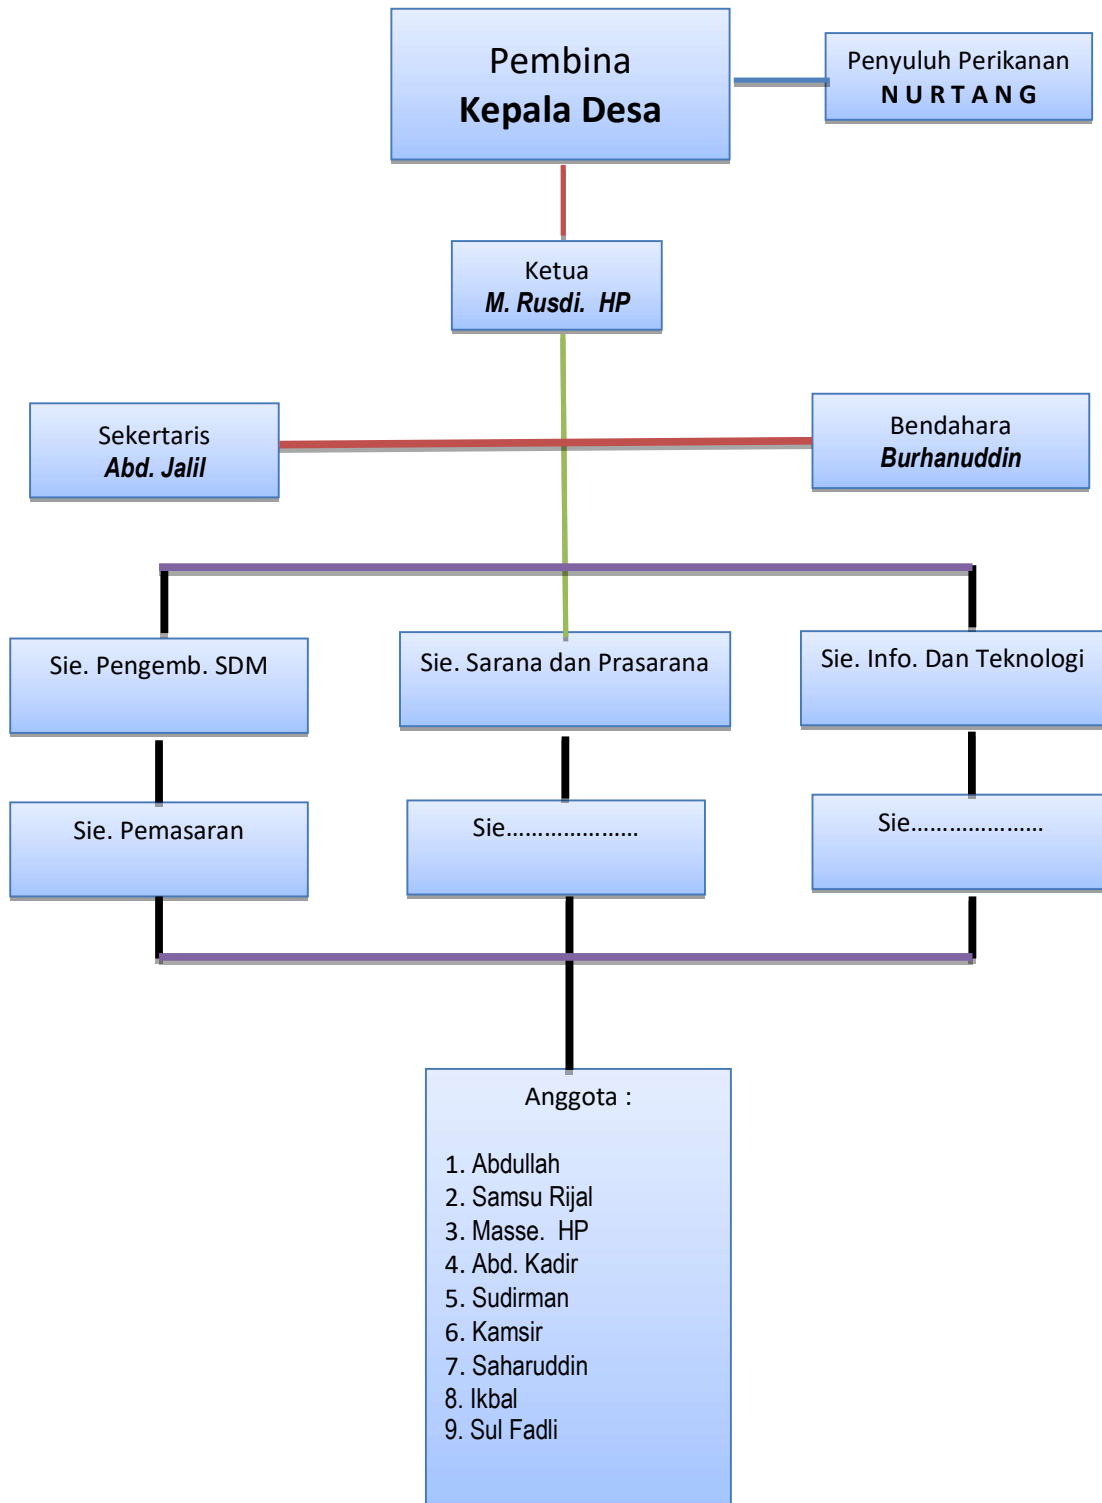 Pembina
Kepala Desa
Penyuluh Perikanan
N U R T A N G
Ketua
M. Rusdi. HP
Sekertaris
Abd. Jalil
Bendahara
Burhanuddin
Sie. Pengemb. SDM
Sie. Sarana dan Prasarana
Sie. Info. Dan Teknologi
Sie. Pemasaran
Sie.....................
Sie.....................
Anggota :
1. Abdullah
2. Samsu Rijal
3. Masse. HP
4. Abd. Kadir
5. Sudirman
6. Kamsir
7. Saharuddin
8. Ikbal
9. Sul Fadli